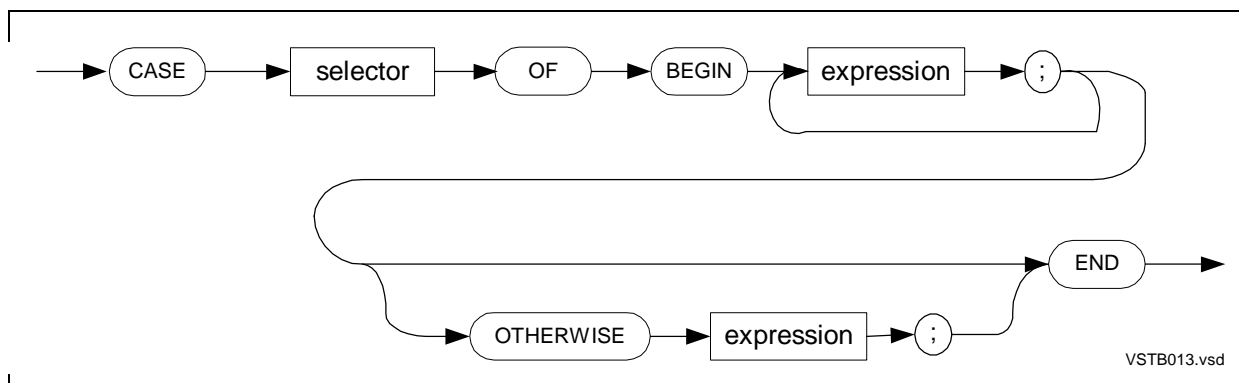 CASE selector OF BEGIN expression ;
OTHERWISE expression ; END
VSTB013.vsd